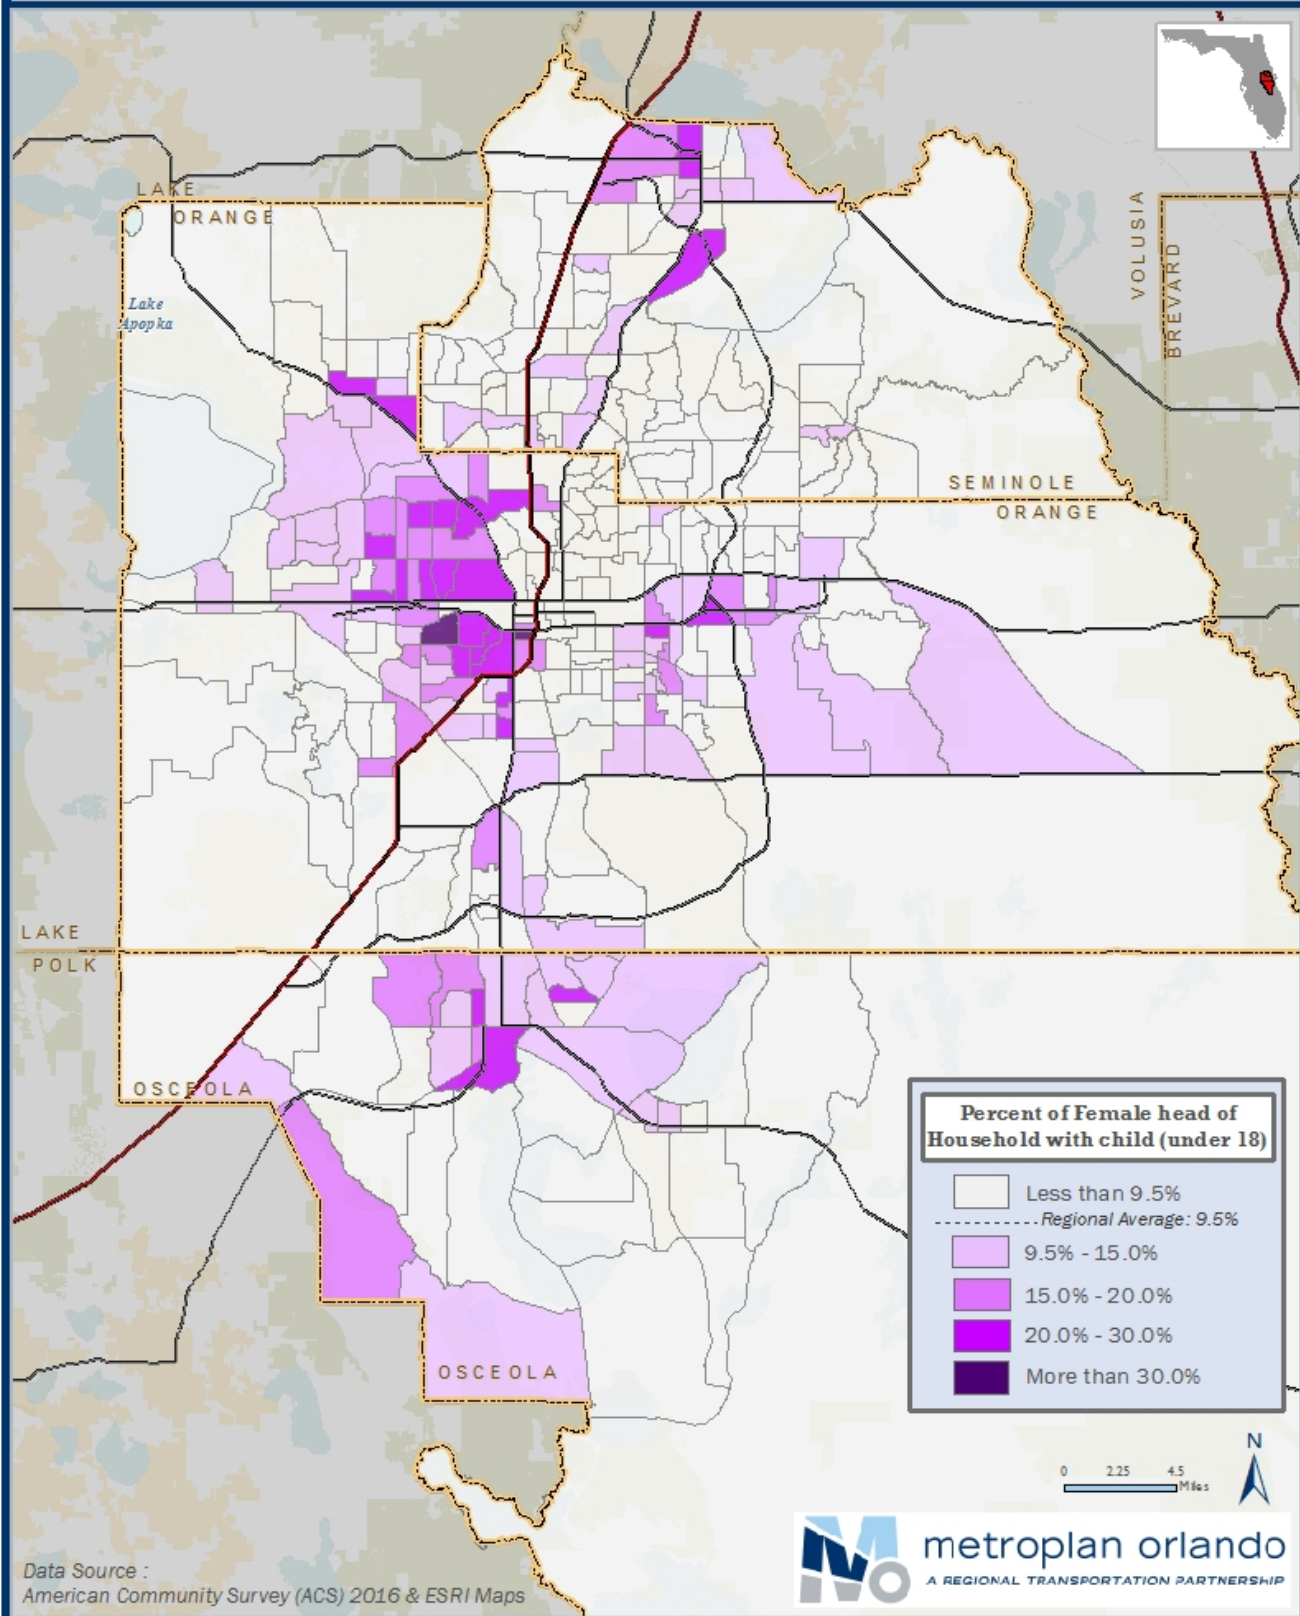 LAKE
ORANGE
VOLUSIA
BREVARD
Lake
Apopka
SEMINOLE
ORANGE
LAKE
POLK
OSCEOLA
Percent of Female head of
Household with child (under 18)
Less than 9.5%
Regional Average: 9.5%
9.5% - 15.0%
15.0% - 20.0%
20.0% - 30.0%
More than 30.0%
OSCEOLA
N
0 2.25 4.5
Miles
metroplan orlando
A REGIONAL TRANSPORTATION PARTNERSHIP
Data Source :
American Community Survey (ACS) 2016 & ESRI Maps